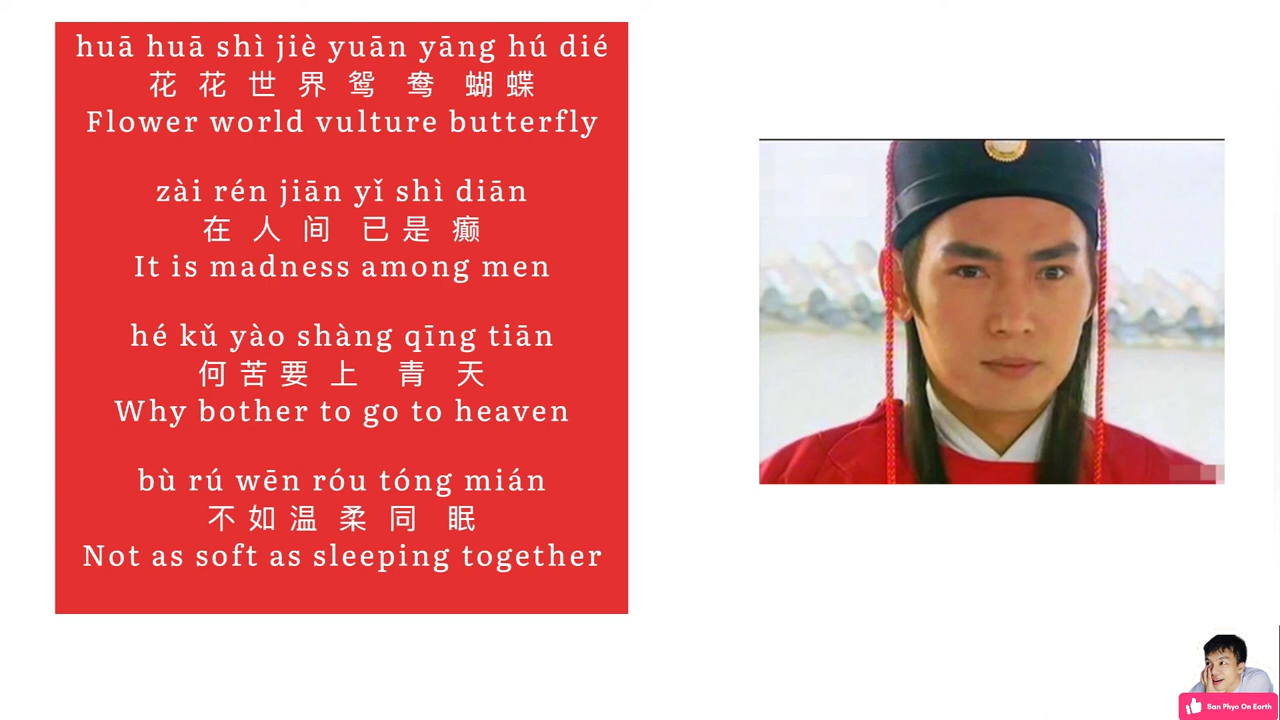 huā huā shì jiè yuān yāng hú dié
花 花 世 界 鸳 鸯 蝴 蝶
Flower world vulture butterfly
zài rén jiān yǐ shì diān
在 人 间 已 是 癫
It is madness among men
hé kǔ yào shàng qīng tiān
何 苦 要 上 青 天
Why bother to go to heaven
bù rú wēn róu tóng mián
不 如 温 柔 同 眠
Not as soft as sleeping together
San Phyo On Earth